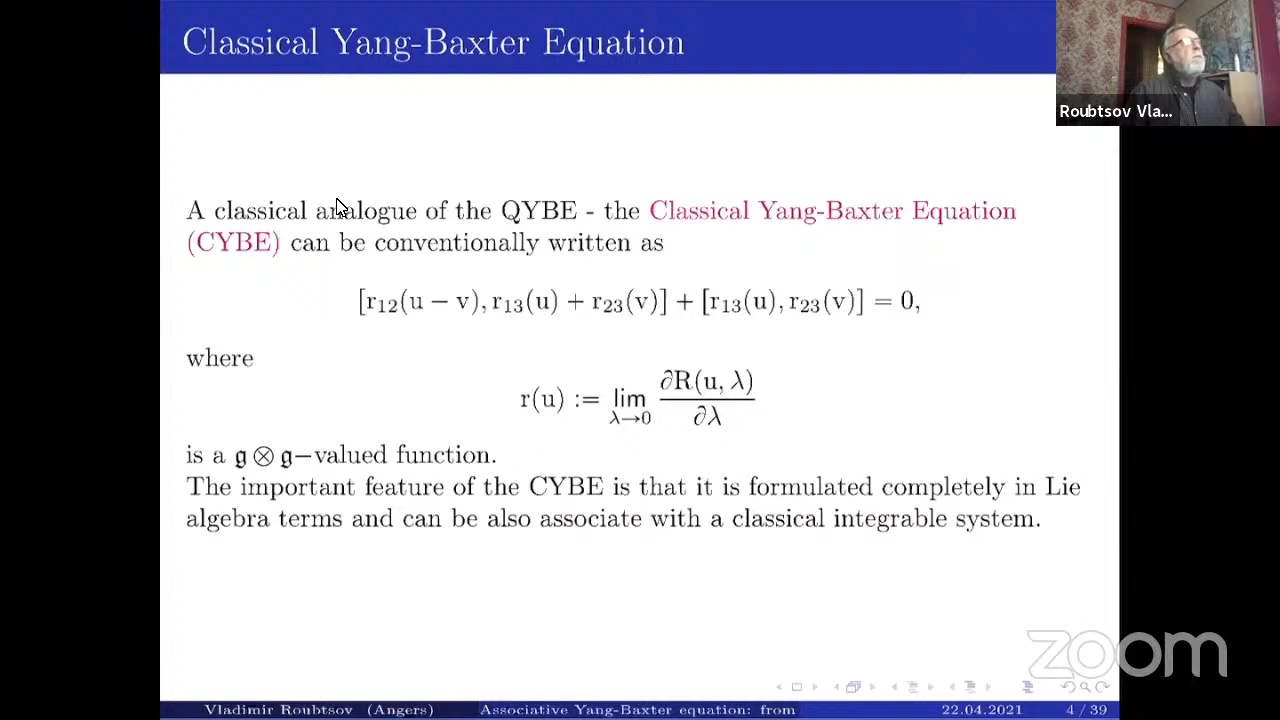 Classical Yang-Baxter Equation
Roubtsov Vla...
A classical analogue of the QYBE - the Classical Yang-Baxter Equation
(CYBE) can be conventionally written as
[r₁₂(u − v), r₁₃(u) + r₂₃(v)] + [r₁₃(u), r₂₃(v)] = 0,
where
r(u) := lim_{λ→0} ∂R(u, λ) / ∂λ
is a 𝔤 ⊗ 𝔤−valued function.
The important feature of the CYBE is that it is formulated completely in Lie
algebra terms and can be also associate with a classical integrable system.
zoom
Vladimir Roubtsov (Angers) Associative Yang-Baxter equation: from 22.04.2021 4 / 39